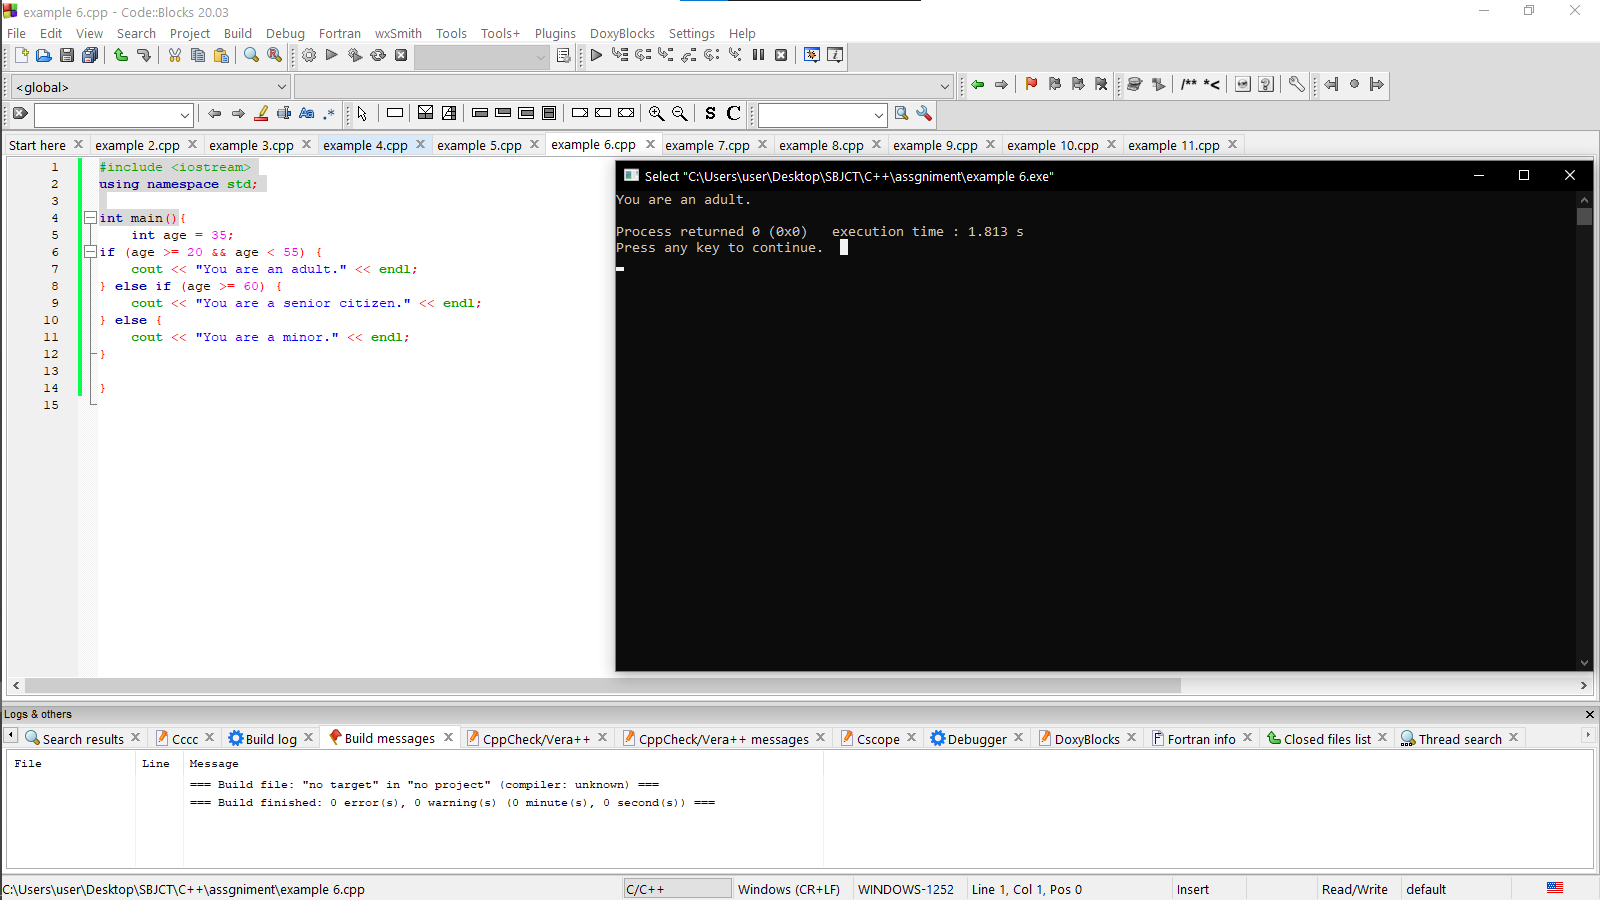 example 6.cpp - Code::Blocks 20.03
File Edit View Search Project Build Debug Fortran wxSmith Tools Tools+ Plugins DoxyBlocks Settings Help
<global>
/** *<
Aa .* S C
Start here example 2.cpp example 3.cpp example 4.cpp example 5.cpp example 6.cpp example 7.cpp example 8.cpp example 9.cpp example 10.cpp example 11.cpp
1 #include <iostream>
2 using namespace std;
3
4 int main(){
5 int age = 35;
6 if (age >= 20 && age < 55) {
7 cout << "You are an adult." << endl;
8 } else if (age >= 60) {
9 cout << "You are a senior citizen." << endl;
10 } else {
11 cout << "You are a minor." << endl;
12 }
13
14 }
15
Select "C:\Users\user\Desktop\SBJCT\C++\assgniment\example 6.exe"
You are an adult.
Process returned 0 (0x0) execution time : 1.813 s
Press any key to continue.
Logs & others
Search results Cccc Build log Build messages CppCheck/Vera++ CppCheck/Vera++ messages Cscope Debugger DoxyBlocks Fortran info Closed files list Thread search
File Line Message
=== Build file: "no target" in "no project" (compiler: unknown) ===
=== Build finished: 0 error(s), 0 warning(s) (0 minute(s), 0 second(s)) ===
C:\Users\user\Desktop\SBJCT\C++\assgniment\example 6.cpp C/C++ Windows (CR+LF) WINDOWS-1252 Line 1, Col 1, Pos 0 Insert Read/Write default